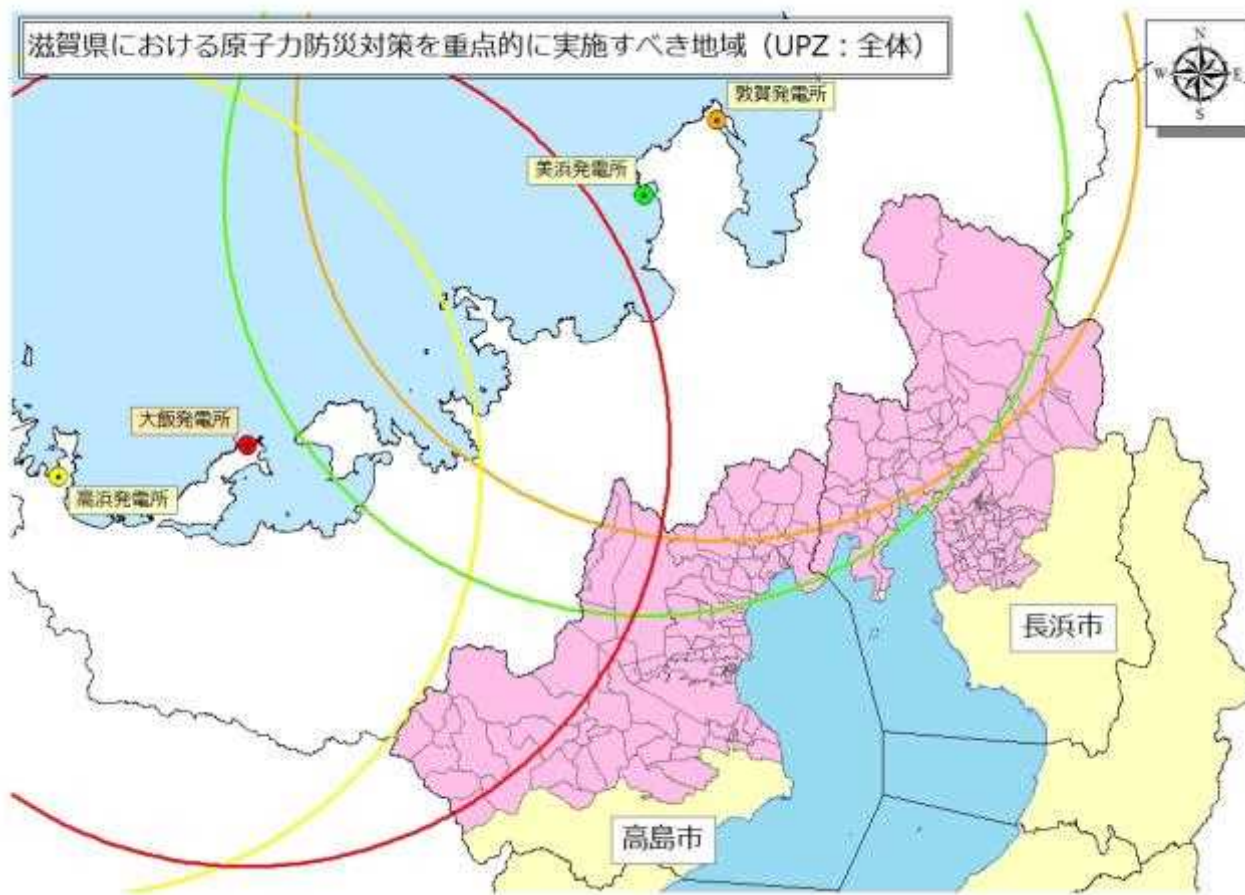 滋賀県における原子力防災対策を重点的に実施すべき地域（UPZ：全体）
N
W E
S
敦賀発電所
美浜発電所
大飯発電所
高浜発電所
長浜市
高島市